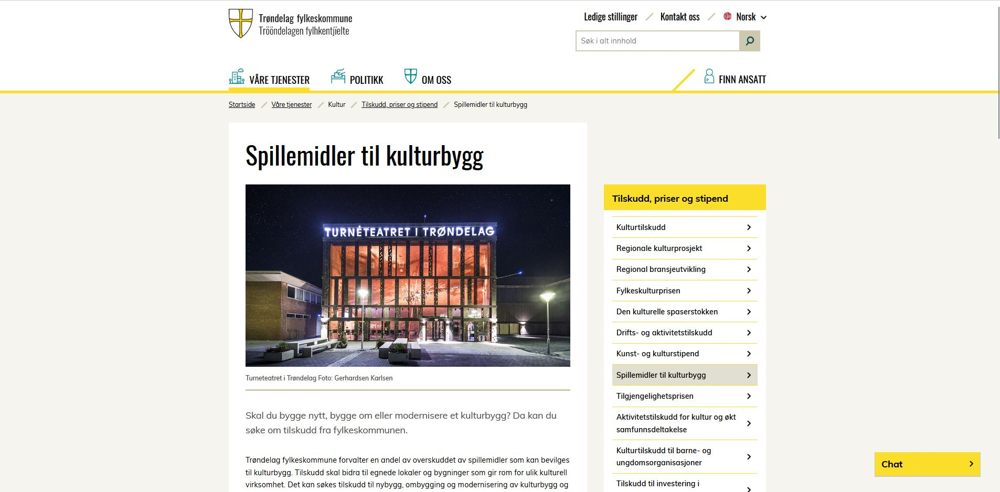 Trøndelag fylkeskommune
Trööndelagen fylhkentjïelte
Ledige stillinger
Kontakt oss
Norsk
Søk i alt innhold
VÅRE TJENESTER
POLITIKK
OM OSS
FINN ANSATT
Startside
Våre tjenester
Kultur
Tilskudd, priser og stipend
Spillemidler til kulturbygg
Spillemidler til kulturbygg
TURNÉTEATRET I TRØNDELAG
Turneteatret i Trøndelag Foto: Gerhardsen Karlsen
Skal du bygge nytt, bygge om eller modernisere et kulturbygg? Da kan du
søke om tilskudd fra fylkeskommunen.
Trøndelag fylkeskommune forvalter en andel av overskuddet av spillemidler som kan bevilges
til kulturbygg. Tilskudd skal bidra til egnede lokaler og bygninger som gir rom for ulik kulturell
virksomhet. Det kan søkes tilskudd til nybygg, ombygging og modernisering av kulturbygg og
Tilskudd, priser og stipend
Kulturtilskudd
Regionale kulturprosjekt
Regional bransjeutvikling
Fylkeskulturprisen
Den kulturelle spaserstokken
Drifts- og aktivitetstilskudd
Kunst- og kulturstipend
Spillemidler til kulturbygg
Tilgjengelighetsprisen
Aktivitetstilskudd for kultur og økt
samfunnsdeltakelse
Kulturtilskudd til barne- og
ungdomsorganisasjoner
Tilskudd til investering i
Chat